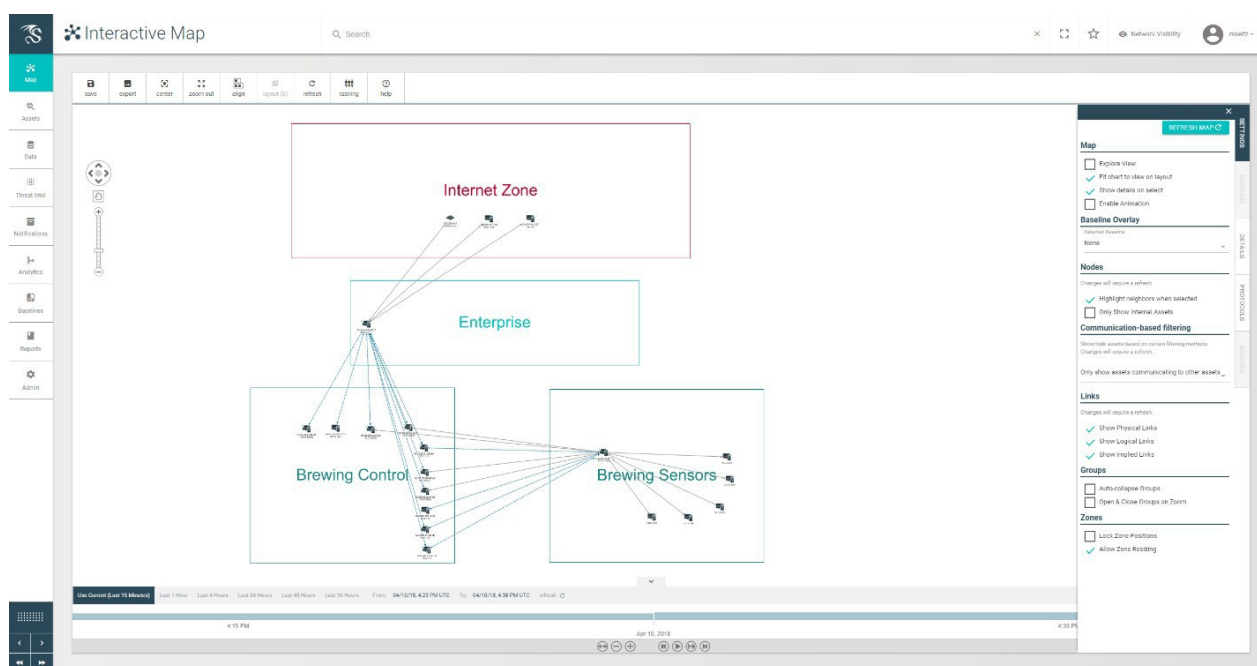 Interactive Map
Search
Network Visibility
mseitz
Map
Assets
Data
Threat Intel
Notifications
Analytics
Baselines
Reports
Admin
save
export
center
zoom out
align
layout (0)
refresh
tasking
help
Internet Zone
Enterprise
Brewing Control
Brewing Sensors
REFRESH MAP
Map
Explore View
Fit chart to view on layout
Show details on select
Enable Animation
Baseline Overlay
Selected baseline
None
Nodes
Changes will require a refresh.
Highlight neighbors when selected
Only Show Internal Assets
Communication-based filtering
Show/hide assets based on certain filtering methods.
Changes will require a refresh.
Only show assets communicating to other assets
Links
Changes will require a refresh.
Show Physical Links
Show Logical Links
Show Implied Links
Groups
Auto-collapse Groups
Open & Close Groups on Zoom
Zones
Lock Zone Positions
Allow Zone Resizing
SETTINGS
DETAILS
PROTOCOLS
Use Current (Last 15 Minutes) Last 1 Hour Last 4 Hours Last 24 Hours Last 48 Hours Last 96 Hours From: 04/10/18, 4:23 PM UTC To: 04/10/18, 4:38 PM UTC refresh
4:15 PM
4:30 PM
Apr 10, 2018